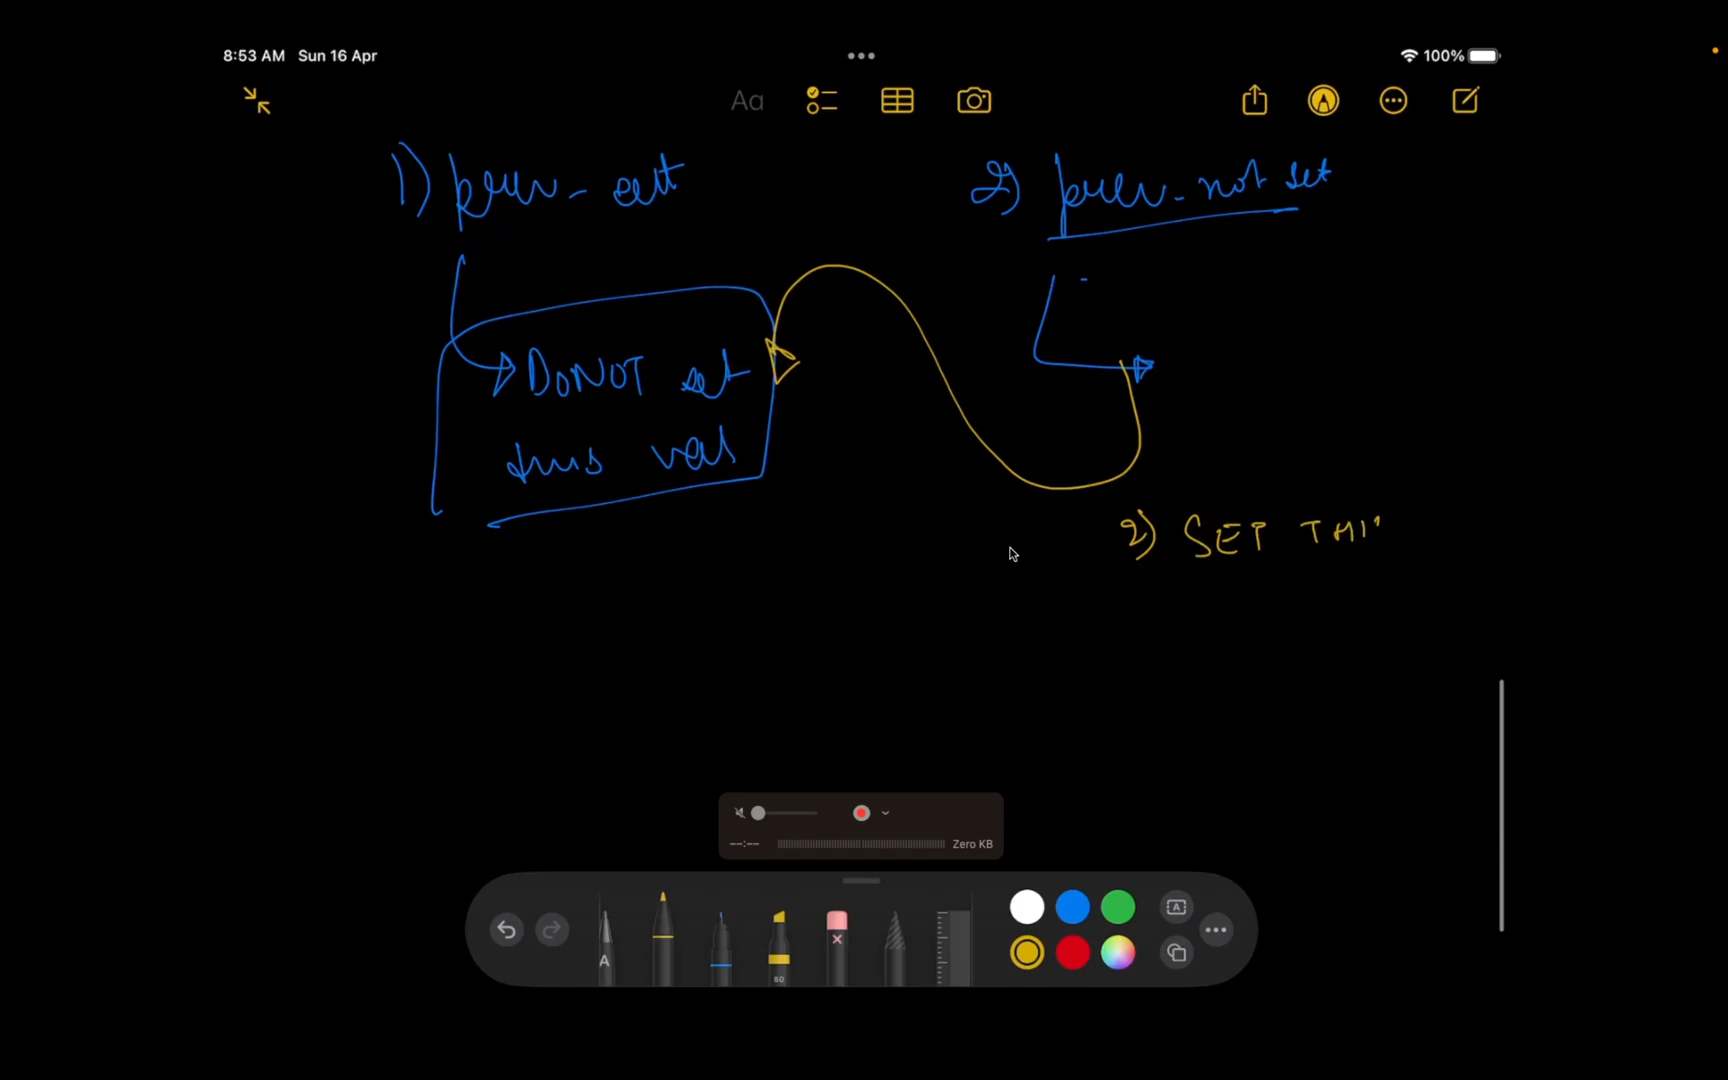 8:53 AM Sun 16 Apr
100%
Aa
1) prev - set
2) prev - not set
DONOT set
this val
2) SET THI
--:--
Zero KB
A
80
A